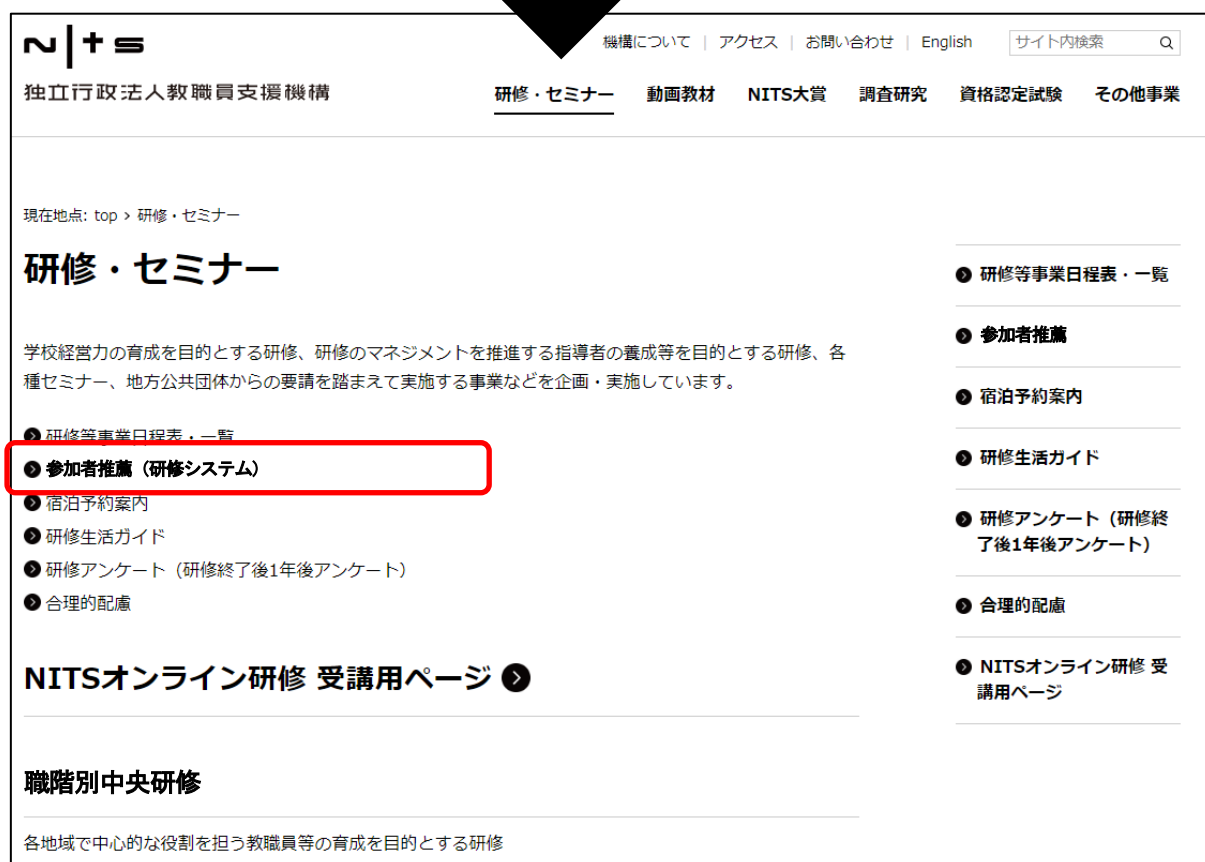 NITS
機構について | アクセス | お問い合わせ | English サイト内検索
独立行政法人教職員支援機構
研修・セミナー 動画教材 NITS大賞 調査研究 資格認定試験 その他事業
現在地点: top > 研修・セミナー
研修・セミナー
学校経営力の育成を目的とする研修、研修のマネジメントを推進する指導者の養成等を目的とする研修、各
種セミナー、地方公共団体からの要請を踏まえて実施する事業などを企画・実施しています。
研修等事業日程表・一覧
参加者推薦（研修システム）
宿泊予約案内
研修生活ガイド
研修アンケート（研修終了後1年後アンケート）
合理的配慮
NITSオンライン研修 受講用ページ
職階別中央研修
各地域で中心的な役割を担う教職員等の育成を目的とする研修
研修等事業日程表・一覧
参加者推薦
宿泊予約案内
研修生活ガイド
研修アンケート（研修終
了後1年後アンケート）
合理的配慮
NITSオンライン研修 受
講用ページ